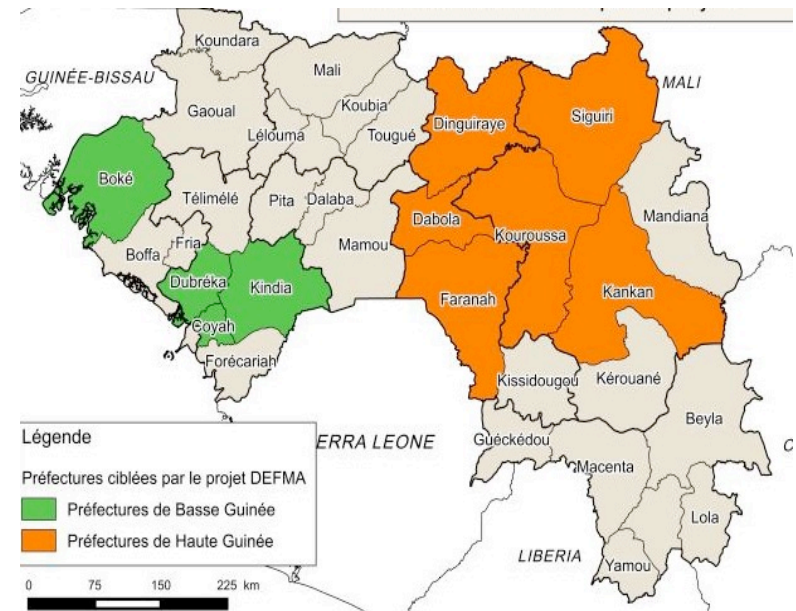 Koundara
GUINÉE-BISSAU
Mali
MALI
Gaoual
Koubia
Siguiri
Dinguiraye
Lélouma
Tougué
Boké
Télimélé
Pita
Dalaba
Dabola
Mandiana
Mamou
Kouroussa
Fria
Boffa
Dubréka
Kindia
Faranah
Kankan
Coyah
Forécariah
Kissidougou
Kérouané
Beyla
Légende
ERRA LEONE
Guéckédou
Macenta
Préfectures ciblées par le projet DEFMA
Préfectures de Basse Guinée
Lola
Préfectures de Haute Guinée
LIBERIA
Yamou
0 75 150 225 km